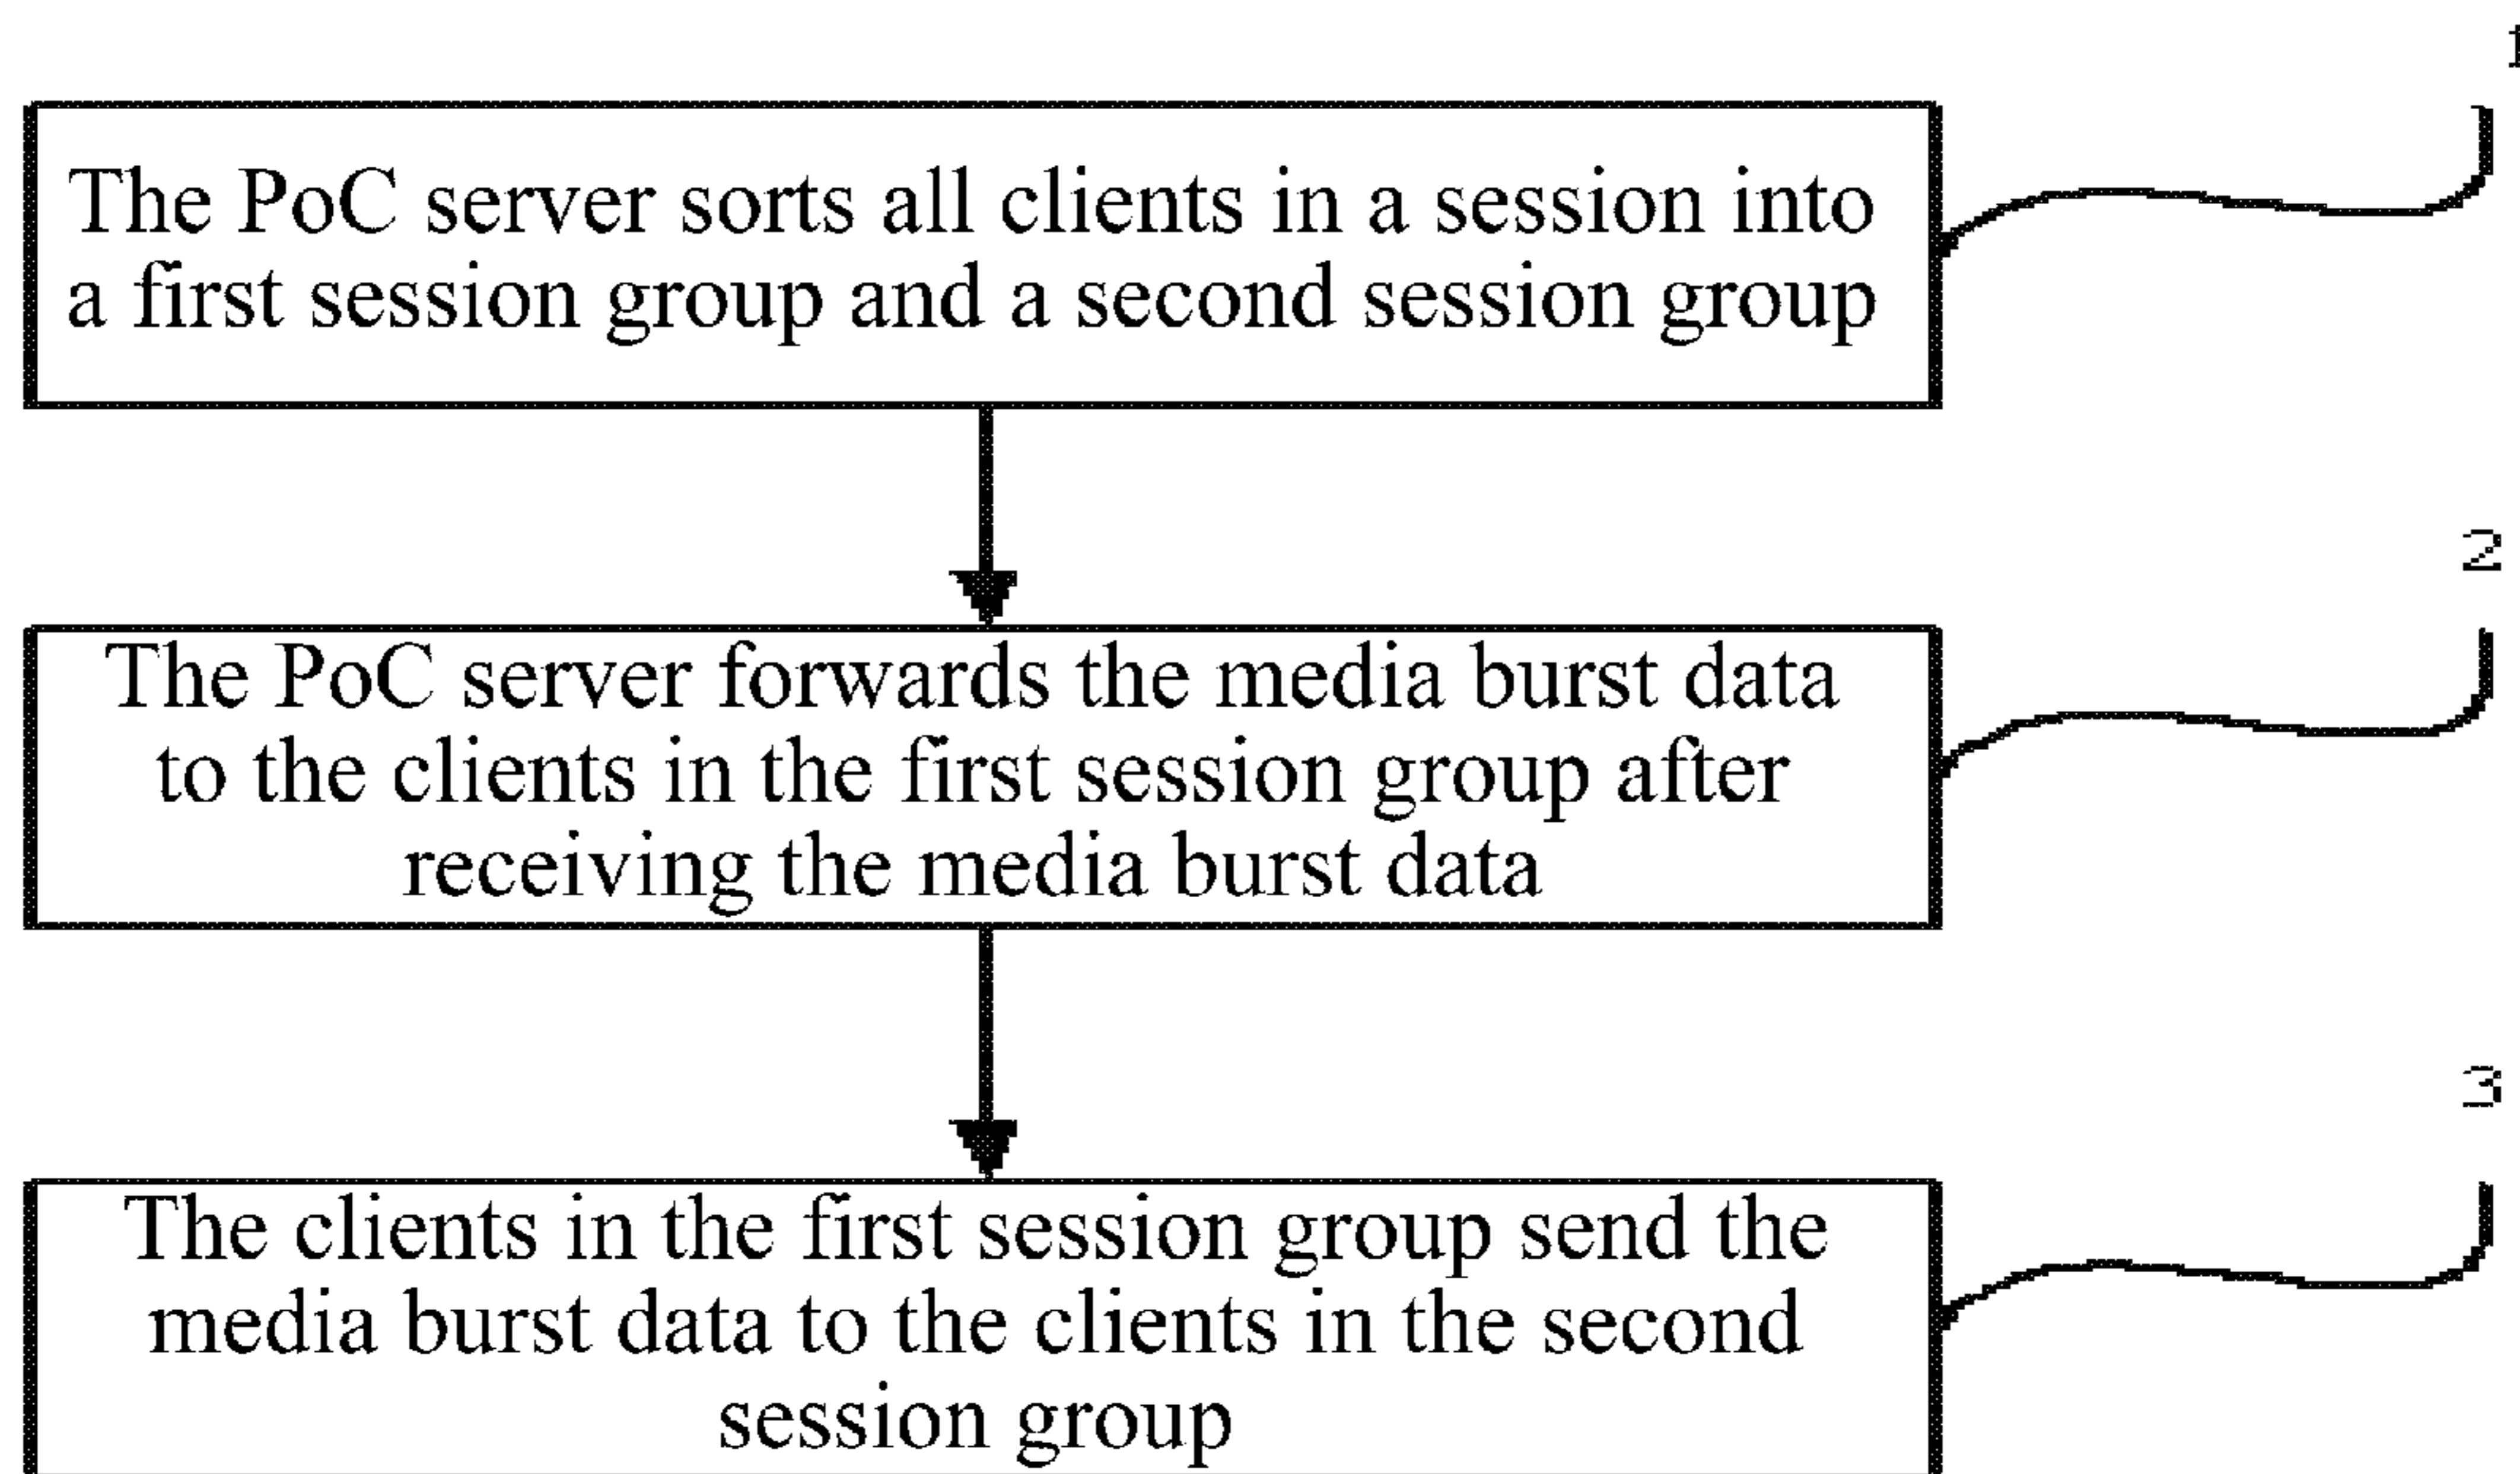 The PoC server sorts all clients in a session into
a first session group and a second session group
2
The PoC server forwards the media burst data
to the clients in the first session group after
receiving the media burst data
3
The clients in the first session group send the
media burst data to the clients in the second
session group